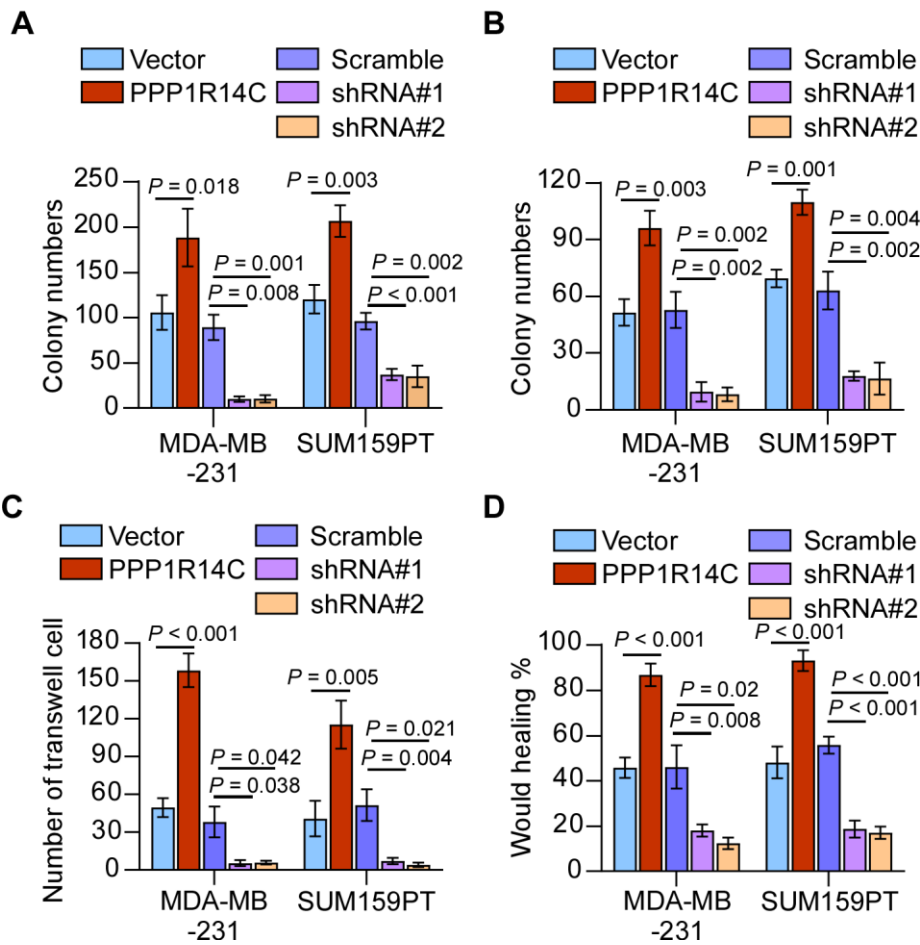 A
Vector
Scramble
PPP1R14C
shRNA#1
shRNA#2
Colony numbers
250
200
150
100
50
0
P = 0.018
P = 0.001
P = 0.008
P = 0.003
P = 0.002
P < 0.001
MDA-MB
-231
SUM159PT
B
Vector
Scramble
PPP1R14C
shRNA#1
shRNA#2
Colony numbers
120
90
60
30
0
P = 0.003
P = 0.002
P = 0.002
P = 0.001
P = 0.004
P = 0.002
MDA-MB
-231
SUM159PT
C
Vector
Scramble
PPP1R14C
shRNA#1
shRNA#2
Number of transwell cell
180
150
120
90
60
30
0
P < 0.001
P = 0.042
P = 0.038
P = 0.005
P = 0.021
P = 0.004
MDA-MB
-231
SUM159PT
D
Vector
Scramble
PPP1R14C
shRNA#1
shRNA#2
Would healing %
100
80
60
40
20
0
P < 0.001
P = 0.02
P = 0.008
P < 0.001
P < 0.001
P < 0.001
MDA-MB
-231
SUM159PT